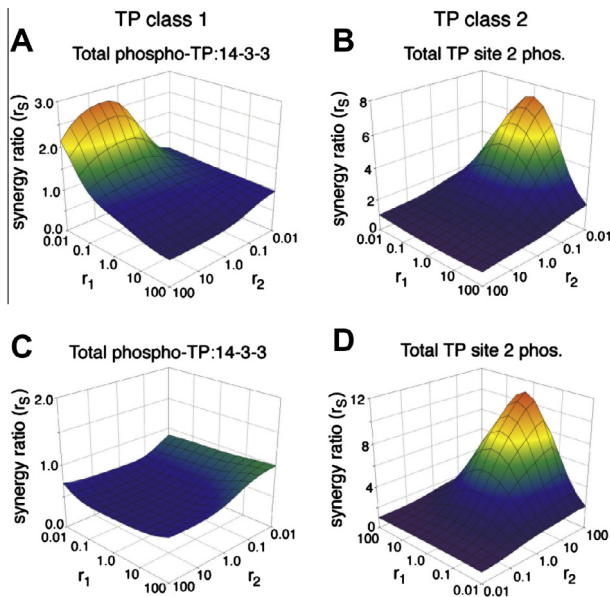 TP class 1
TP class 2
A
Total phospho-TP:14-3-3
synergy ratio (rS)
3.0
2.0
1.0
0.0
0.01
0.1
1.0
10
100
r1
100
10
1.0
0.1
0.01
r2
B
Total TP site 2 phos.
synergy ratio (rS)
8
6
4
2
0
0.01
0.1
1.0
10
100
r1
100
10
1.0
0.1
0.01
r2
C
Total phospho-TP:14-3-3
synergy ratio (rS)
2.0
1.0
0.0
0.01
0.1
1.0
10
100
r1
100
10
1.0
0.1
0.01
r2
D
Total TP site 2 phos.
synergy ratio (rS)
12
8
4
0
100
10
1.0
0.1
0.01
r1
0.01
0.1
1.0
10
100
r2